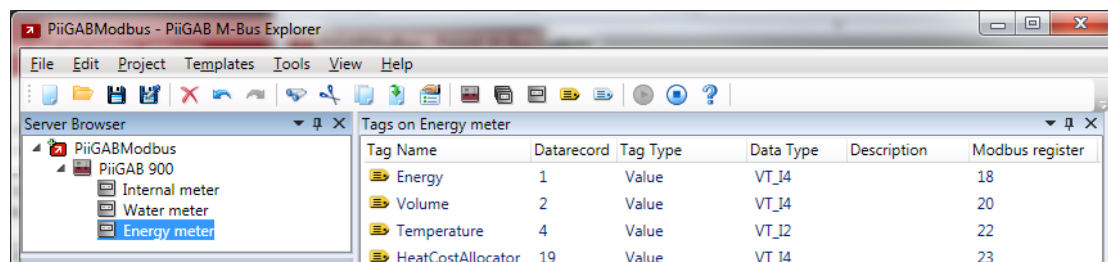 PiiGABModbus - PiiGAB M-Bus Explorer
File Edit Project Templates Tools View Help
Server Browser
PiiGABModbus
PiiGAB 900
Internal meter
Water meter
Energy meter
Tags on Energy meter
Tag Name Datarecord Tag Type Data Type Description Modbus register
Energy 1 Value VT_I4 18
Volume 2 Value VT_I4 20
Temperature 4 Value VT_I2 22
HeatCostAllocator 19 Value VT_I4 23